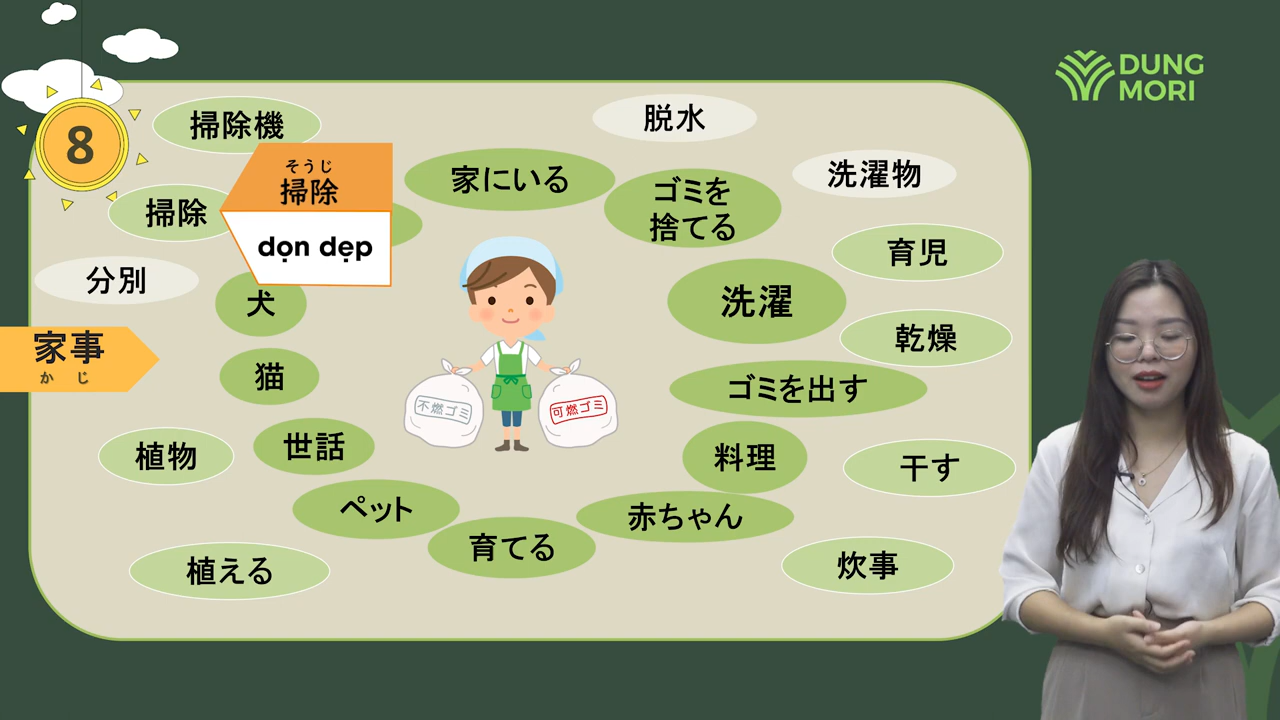 8
DUNG
MORI
掃除機
脱水
そうじ
掃除
dọn dẹp
家にいる
ゴミを
捨てる
洗濯物
掃除
育児
分別
犬
洗濯
家事
かじ
乾燥
猫
ゴミを出す
不燃ゴミ
可燃ゴミ
植物
世話
料理
干す
ペット
赤ちゃん
育てる
植える
炊事